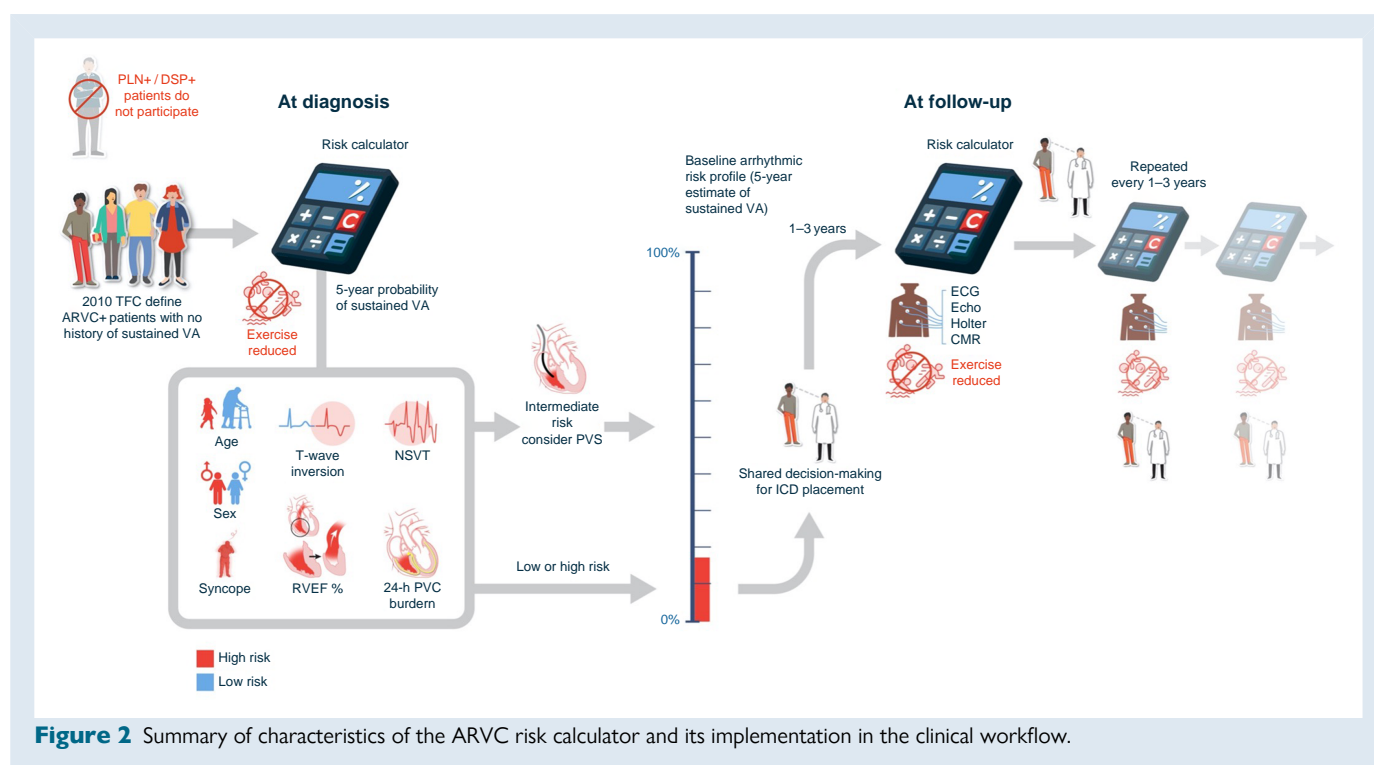 PLN+ / DSP+
patients do
not participate
At diagnosis
At follow-up
Risk calculator
2010 TFC define
ARVC+ patients with no
history of sustained VA
Exercise
reduced
5-year probability
of sustained VA
Age
T-wave
inversion
NSVT
Sex
Syncope
RVEF %
24-h PVC
burdern
High risk
Low risk
Intermediate
risk
consider PVS
Low or high risk
Baseline arrhythmic
risk profile (5-year
estimate of
sustained VA)
100%
0%
1–3 years
Shared decision-making
for ICD placement
Risk calculator
ECG
Echo
Holter
CMR
Exercise
reduced
Repeated
every 1–3 years
Figure 2 Summary of characteristics of the ARVC risk calculator and its implementation in the clinical workflow.